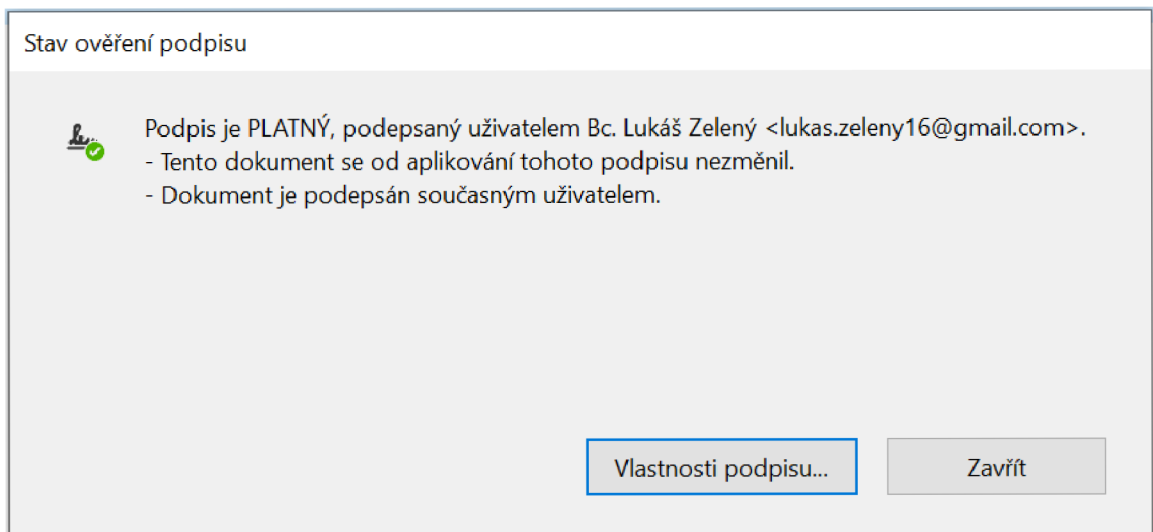 Stav ověření podpisu
Podpis je PLATNÝ, podepsaný uživatelem Bc. Lukáš Zelený <lukas.zeleny16@gmail.com>.
- Tento dokument se od aplikování tohoto podpisu nezměnil.
- Dokument je podepsán současným uživatelem.
Vlastnosti podpisu...
Zavřít